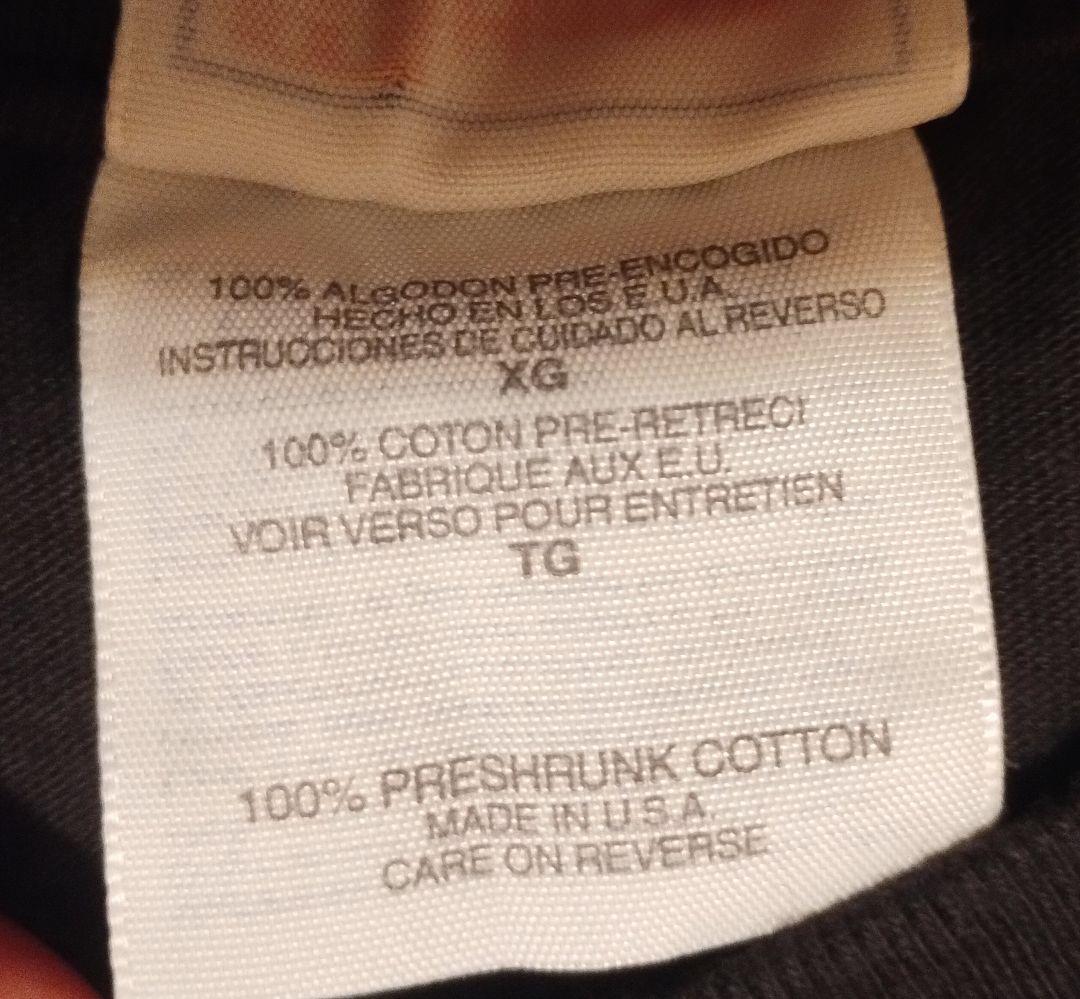 100% ALGODON PRE-ENCOGIDO
HECHO EN LOS E.U.A.
INSTRUCCIONES DE CUIDADO AL REVERSO
XG
100% COTON PRE-RETRECI
FABRIQUE AUX E.U.
VOIR VERSO POUR ENTRETIEN
TG
100% PRESHRUNK COTTON
MADE IN U.S.A.
CARE ON REVERSE